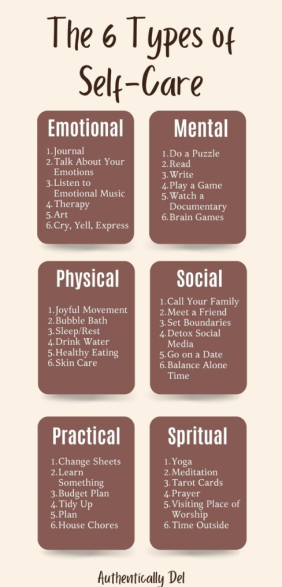 The 6 Types of
Self-Care
Emotional
1. Journal
2. Talk About Your
Emotions
3. Listen to
Emotional Music
4. Therapy
5. Art
6. Cry, Yell, Express
Mental
1. Do a Puzzle
2. Read
3. Write
4. Play a Game
5. Watch a
Documentary
6. Brain Games
Physical
1. Joyful Movement
2. Bubble Bath
3. Sleep/Rest
4. Drink Water
5. Healthy Eating
6. Skin Care
Social
1. Call Your Family
2. Meet a Friend
3. Set Boundaries
4. Detox Social
Media
5. Go on a Date
6. Balance Alone
Time
Practical
1. Change Sheets
2. Learn
Something
3. Budget Plan
4. Tidy Up
5. Plan
6. House Chores
Spritual
1. Yoga
2. Meditation
3. Tarot Cards
4. Prayer
5. Visiting Place of
Worship
6. Time Outside
Authentically Del